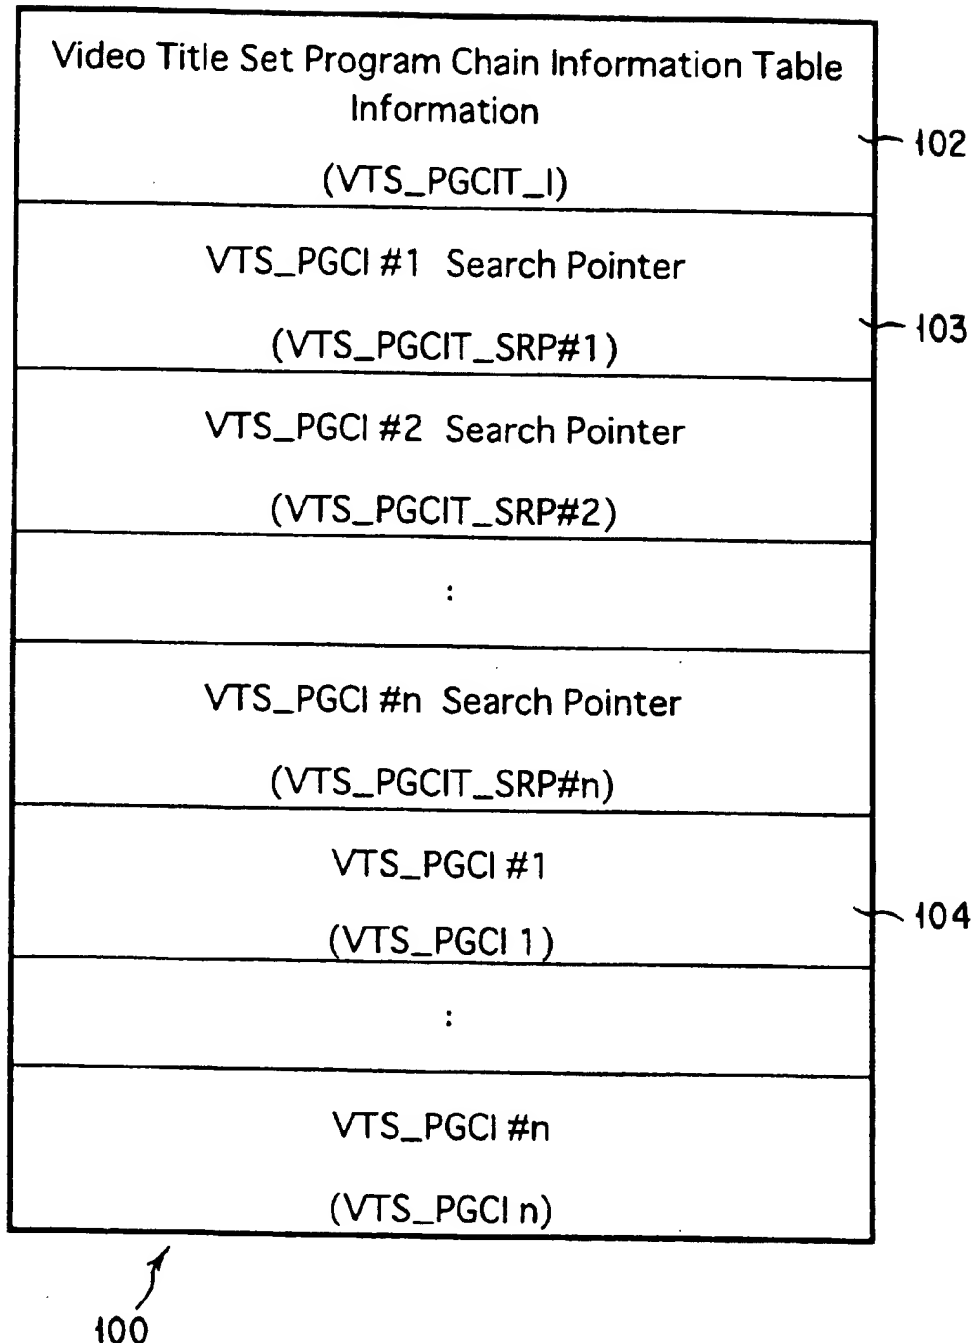 Video Title Set Program Chain Information Table
Information
(VTS_PGCIT_I)
102
VTS_PGCI #1 Search Pointer
(VTS_PGCIT_SRP#1)
103
VTS_PGCI #2 Search Pointer
(VTS_PGCIT_SRP#2)
:
VTS_PGCI #n Search Pointer
(VTS_PGCIT_SRP#n)
VTS_PGCI #1
(VTS_PGCI 1)
104
:
VTS_PGCI #n
(VTS_PGCI n)
100